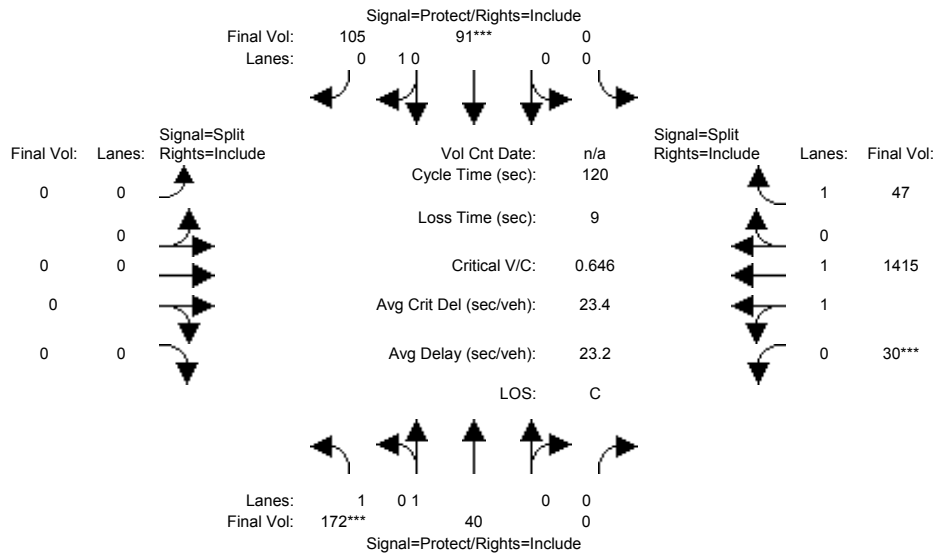 Signal=Protect/Rights=Include
Final Vol: 105 91*** 0
Lanes: 0 1 0 0 0
Signal=Split
Final Vol: Lanes: Rights=Include
Vol Cnt Date: n/a
Signal=Split
Rights=Include Lanes: Final Vol:
Cycle Time (sec): 120
0 0 1 47
Loss Time (sec): 9
0 0
0 0 Critical V/C: 0.646 1 1415
0 Avg Crit Del (sec/veh): 23.4 1
0 0 Avg Delay (sec/veh): 23.2 0 30***
LOS: C
Lanes: 1 0 1 0 0
Final Vol: 172*** 40 0
Signal=Protect/Rights=Include